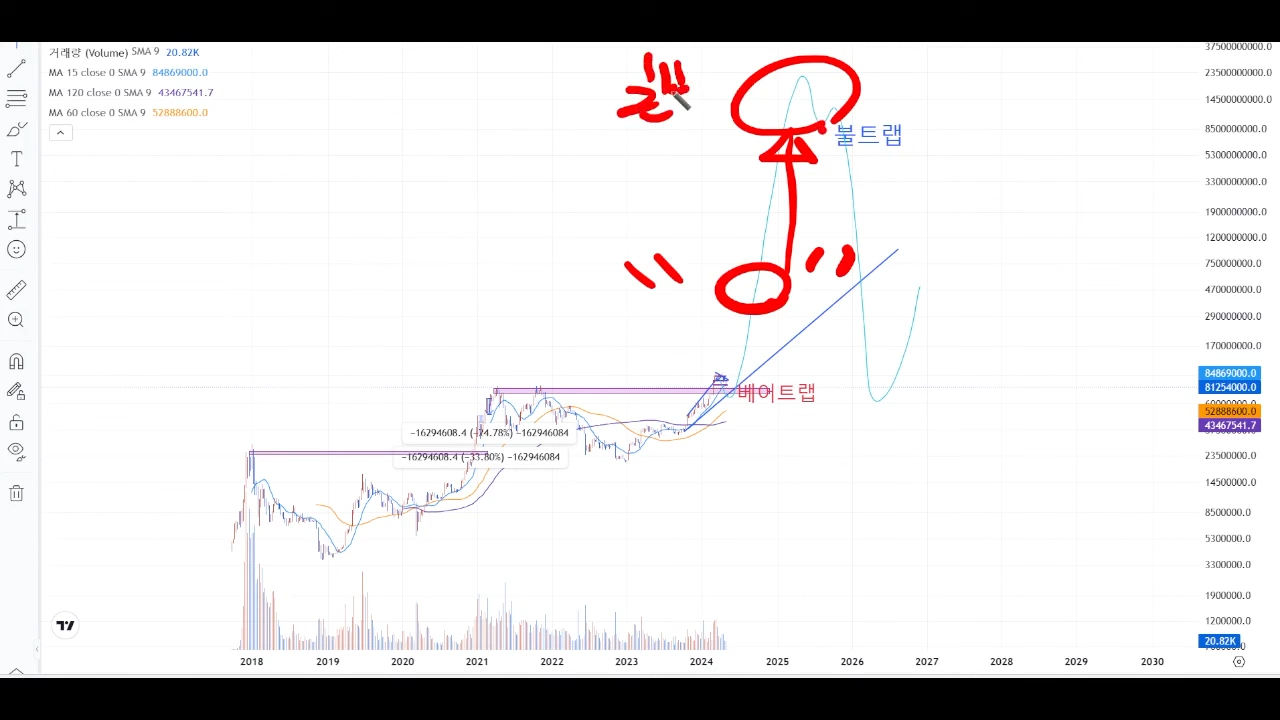 거래량 (Volume) SMA 9 20.82K
MA 15 close 0 SMA 9 84869000.0
MA 120 close 0 SMA 9 43467541.7
MA 60 close 0 SMA 9 52888600.0
불트랩
베어트랩
−16294608.4 (−24.78%) −162946084
−16294608.4 (−33.80%) −162946084
37500000000.0
23500000000.0
14500000000.0
8500000000.0
5300000000.0
3300000000.0
1900000000.0
1200000000.0
750000000.0
470000000.0
290000000.0
170000000.0
84869000.0
81254000.0
52888600.0
43467541.7
23500000.0
14500000.0
8500000.0
5300000.0
3300000.0
1900000.0
1200000.0
20.82K
2018 2019 2020 2021 2022 2023 2024 2025 2026 2027 2028 2029 2030